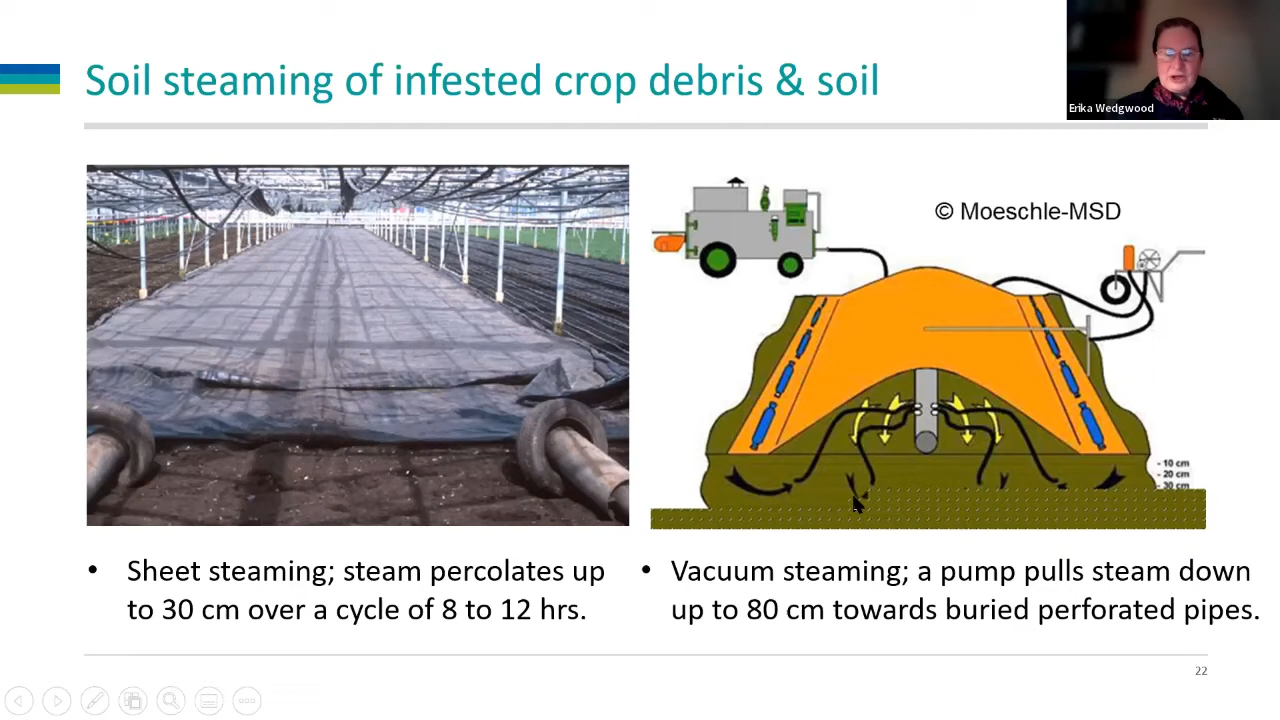 Soil steaming of infested crop debris & soil
Erika Wedgwood
© Moeschle-MSD
- 10 cm
- 20 cm
- 30 cm
• Sheet steaming; steam percolates up
to 30 cm over a cycle of 8 to 12 hrs.
• Vacuum steaming; a pump pulls steam down
up to 80 cm towards buried perforated pipes.
22